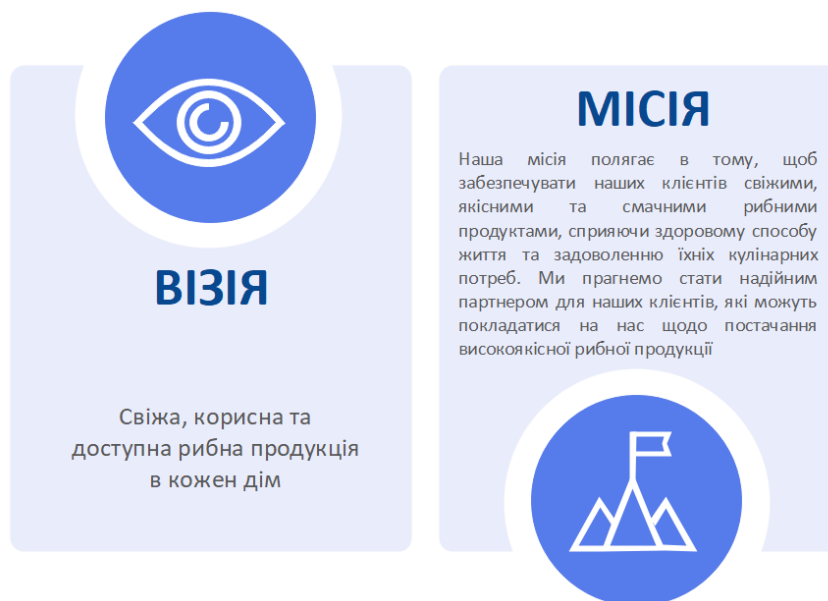 ВІЗІЯ
Свіжа, корисна та
доступна рибна продукція
в кожен дім
МІСІЯ
Наша місія полягає в тому, щоб
забезпечувати наших клієнтів свіжими,
якісними та смачними рибними
продуктами, сприяючи здоровому способу
життя та задоволенню їхніх кулінарних
потреб. Ми прагнемо стати надійним
партнером для наших клієнтів, які можуть
покладатися на нас щодо постачання
високоякісної рибної продукції